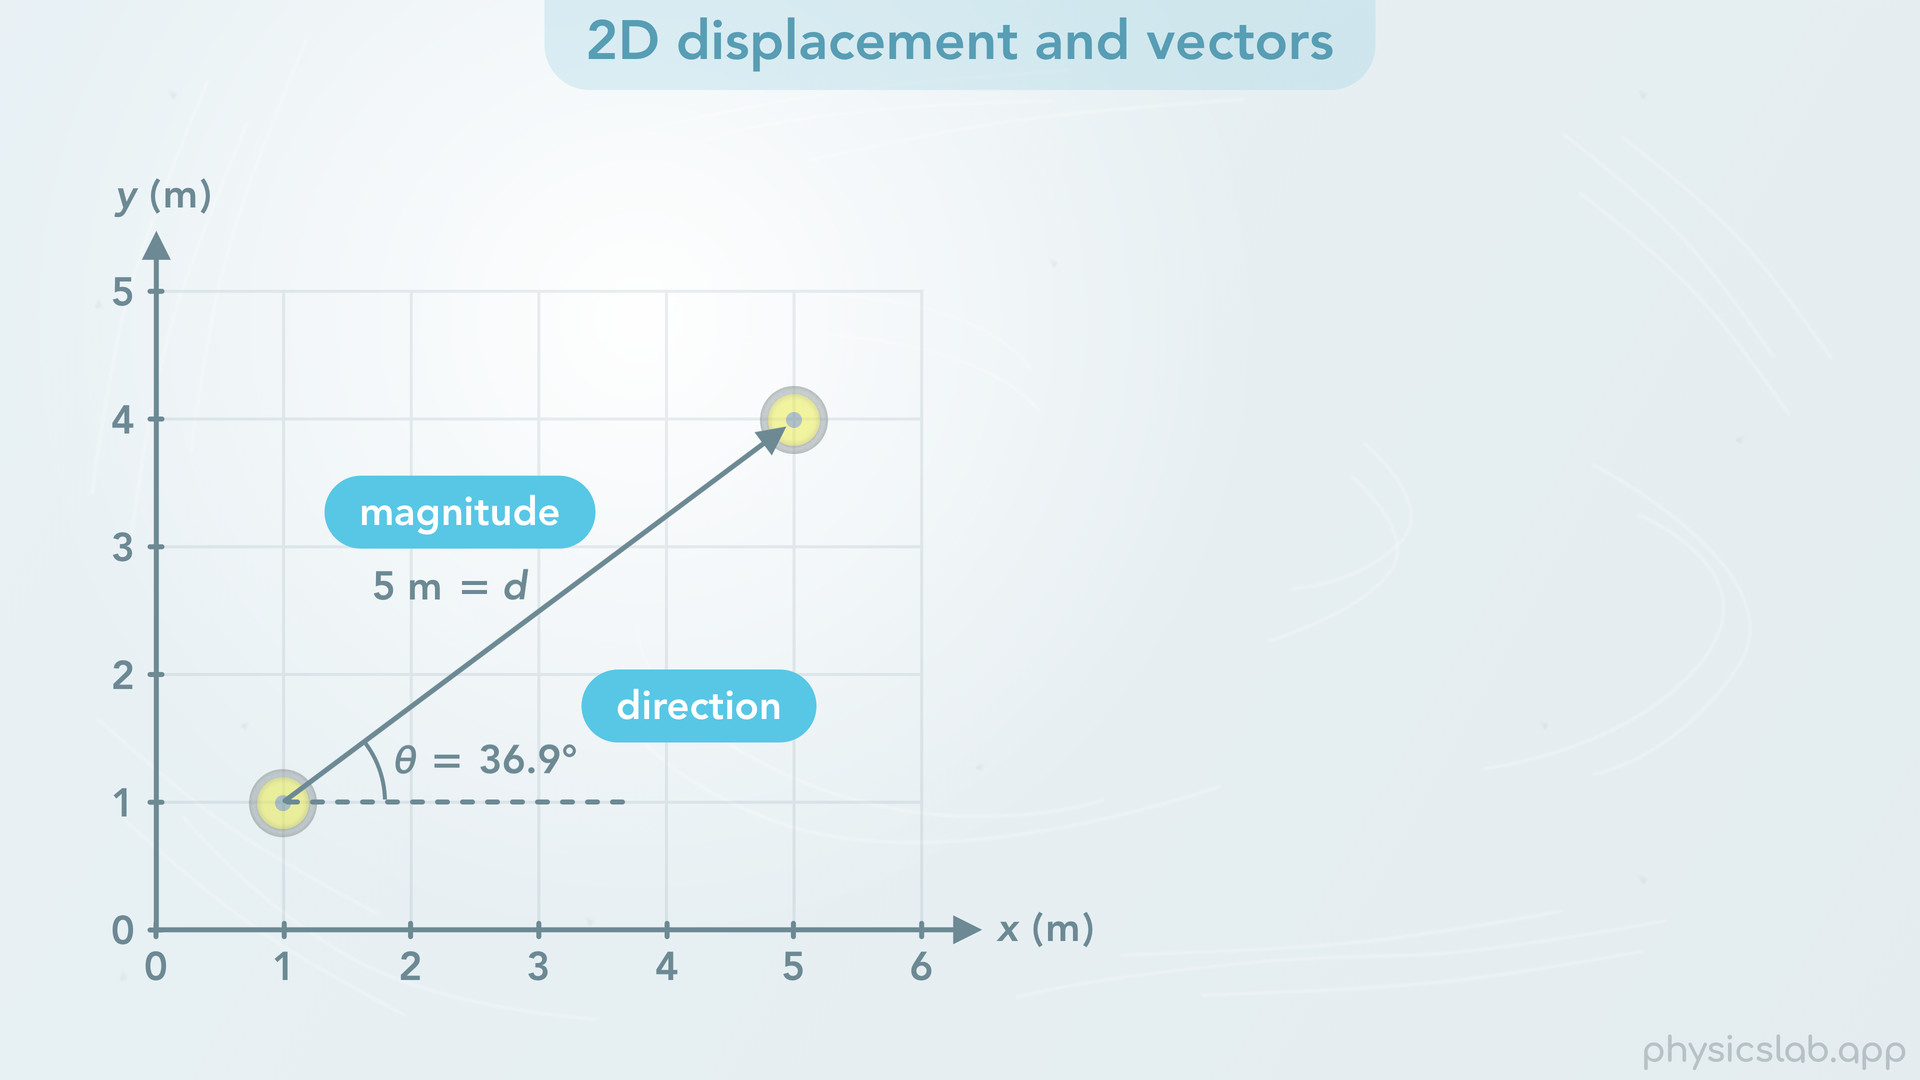 2D displacement and vectors
y (m)
5
4
magnitude
3
5 m = d
2
direction
θ = 36.9°
1
0
x (m)
0 1 2 3 4 5 6
physicslab.app